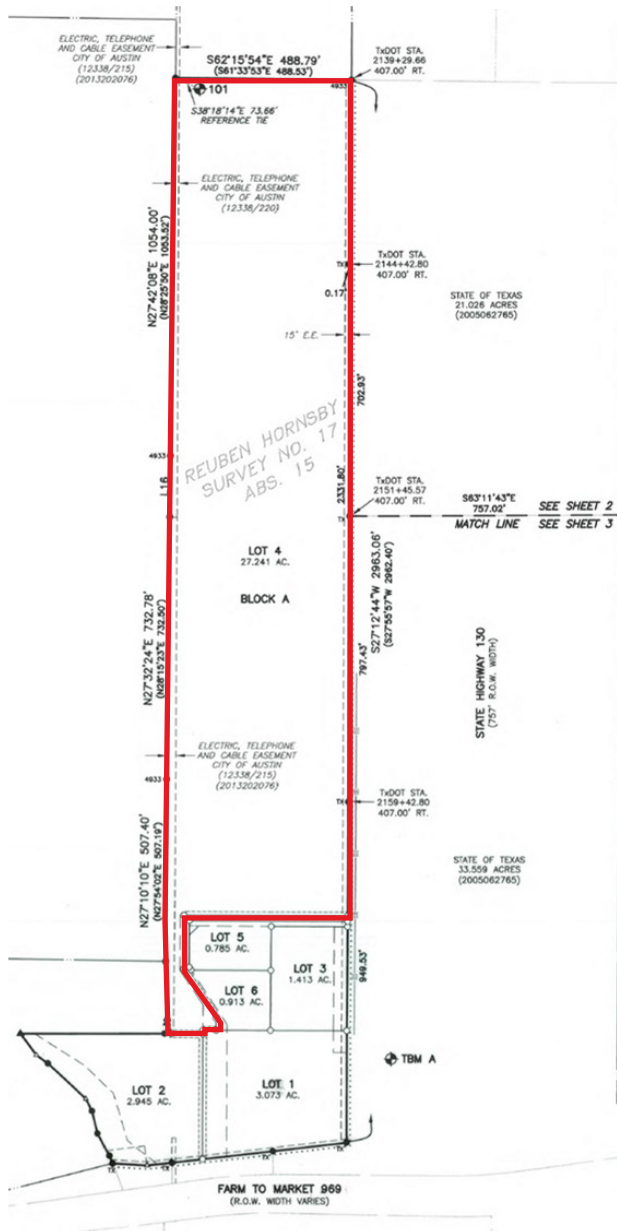 ELECTRIC, TELEPHONE
AND CABLE EASEMENT
CITY OF AUSTIN
(12338/215)
(2013202076)
S62°15'54"E 488.79'
(S61°33'53"E 488.53')
TxDOT STA.
2139+29.66
407.00' RT.
101
4933
S38°18'14"E 73.66'
REFERENCE TIE
ELECTRIC, TELEPHONE
AND CABLE EASEMENT
CITY OF AUSTIN
(12338/220)
N27°42'08"E 1054.00'
(N28°25'50"E 1053.52')
TxDOT STA.
2144+42.80
407.00' RT.
TX
0.17'
STATE OF TEXAS
21.026 ACRES
(2005062765)
15' E.E.
702.93'
REUBEN HORNSBY
SURVEY NO. 17
ABS. 15
4933
L16
2331.80'
TxDOT STA.
2151+45.57
407.00' RT.
S63°11'43"E
757.02'
SEE SHEET 2
MATCH LINE
SEE SHEET 3
LOT 4
27.241 AC.
BLOCK A
S27°12'44"W 2963.06'
(S27°55'57"W 2962.40')
N27°32'24"E 732.78'
(N28°15'23"E 732.50')
797.43'
STATE HIGHWAY 130
(757' R.O.W. WIDTH)
ELECTRIC, TELEPHONE
AND CABLE EASEMENT
CITY OF AUSTIN
(12338/215)
(2013202076)
4933
TX
TxDOT STA.
2159+42.80
407.00' RT.
N27°10'10"E 507.40'
(N27°54'02"E 507.19')
STATE OF TEXAS
33.559 ACRES
(2005062765)
LOT 5
0.785 AC.
LOT 3
1.413 AC.
LOT 6
0.913 AC.
949.53'
TBM A
LOT 2
2.945 AC.
LOT 1
3.073 AC.
TX
TX
TX
TX
FARM TO MARKET 969
(R.O.W. WIDTH VARIES)